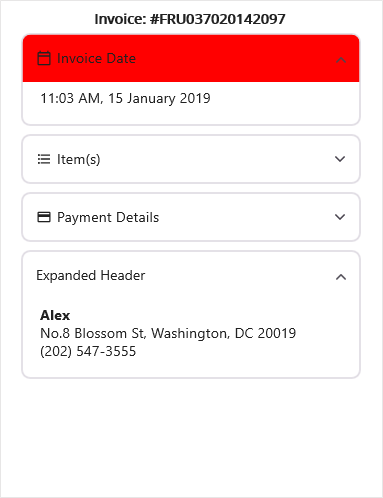 Invoice: #FRU037020142097
Invoice Date
11:03 AM, 15 January 2019
Item(s)
Payment Details
Expanded Header
Alex
No.8 Blossom St, Washington, DC 20019
(202) 547-3555